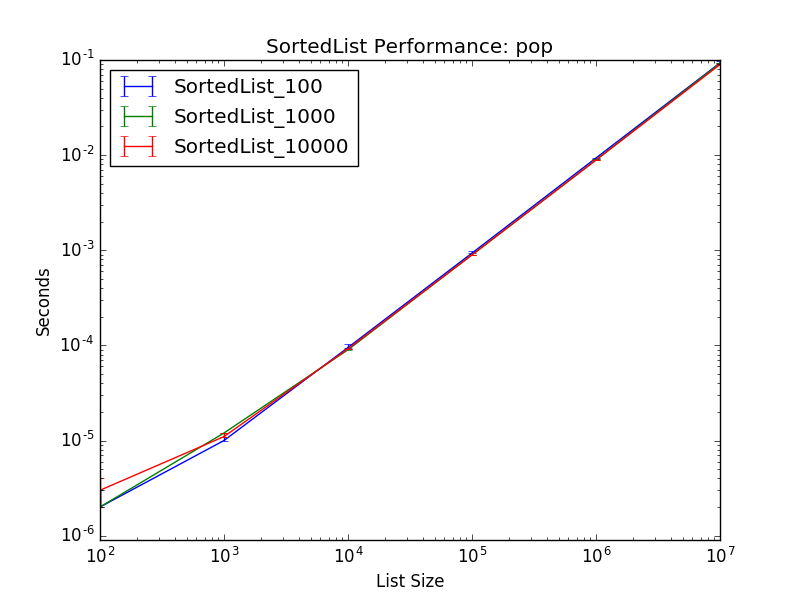 SortedList Performance: pop
10^-1
SortedList_100
SortedList_1000
SortedList_10000
10^-2
10^-3
Seconds
10^-4
10^-5
10^-6
10^2 10^3 10^4 10^5 10^6 10^7
List Size